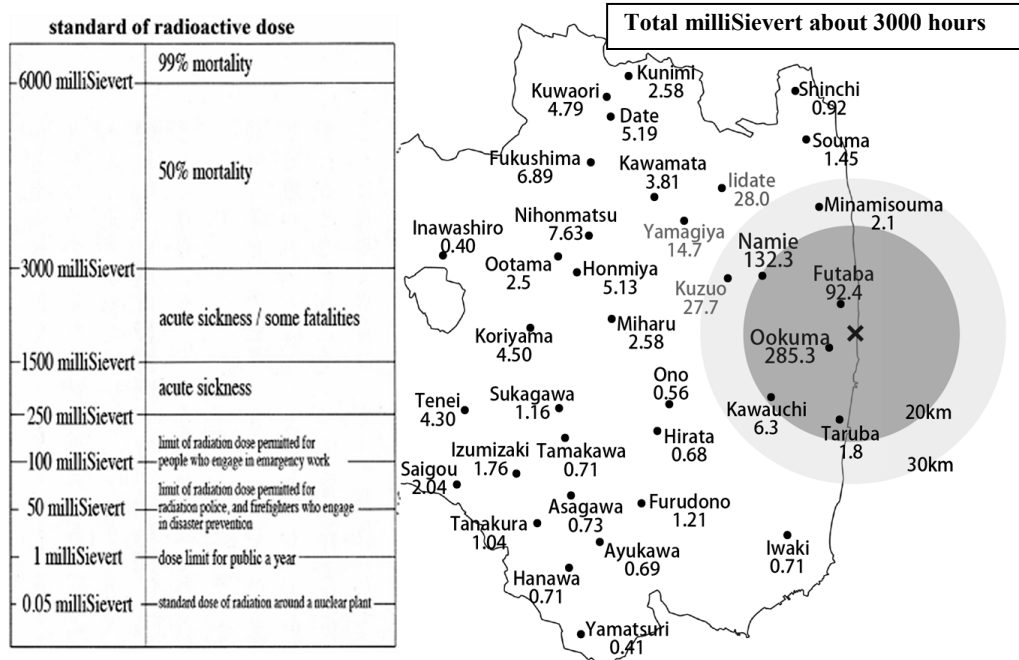 standard of radioactive dose
99% mortality
6000 milliSievert
50% mortality
3000 milliSievert
acute sickness / some fatalities
1500 milliSievert
acute sickness
250 milliSievert
limit of radiation dose permitted for
people who engage in emargency work
100 milliSievert
limit of radiation dose permitted for
radiation police, and firefighters who engage
in disaster prevention
50 milliSievert
1 milliSievert
dose limit for public a year
0.05 milliSievert
standard dose of radiation around a nuclear plant
Total milliSievert about 3000 hours
Kunimi
2.58
Kuwaori
4.79
Date
5.19
Shinchi
0.92
Souma
1.45
Fukushima
6.89
Kawamata
3.81
Iidate
28.0
Minamisouma
2.1
Inawashiro
0.40
Nihonmatsu
7.63
Yamagiya
14.7
Namie
132.3
Ootama
2.5
Honmiya
5.13
Kuzuo
27.7
Futaba
92.4
Koriyama
4.50
Miharu
2.58
Ookuma
285.3
Tenei
4.30
Sukagawa
1.16
Ono
0.56
Kawauchi
6.3
20km
Taruba
1.8
30km
Izumizaki
1.76
Tamakawa
0.71
Hirata
0.68
Saigou
2.04
Asagawa
0.73
Furudono
1.21
Tanakura
1.04
Ayukawa
0.69
Iwaki
0.71
Hanawa
0.71
Yamatsuri
0.41